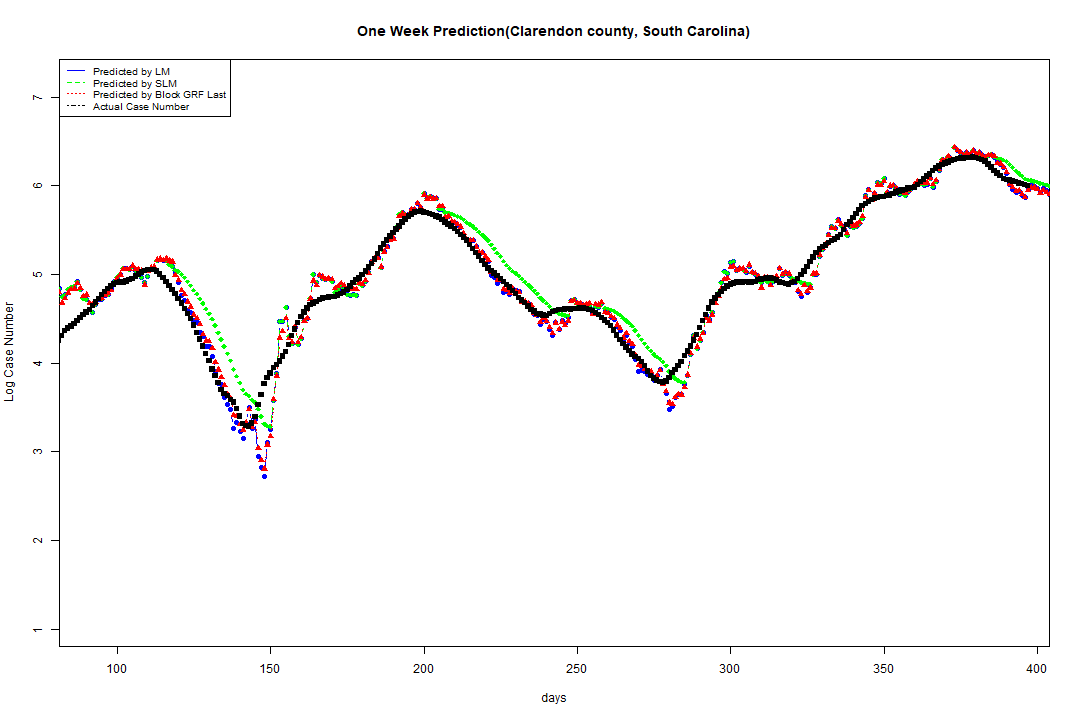 One Week Prediction(Clarendon county, South Carolina)
Predicted by LM
Predicted by SLM
Predicted by Block GRF Last
Actual Case Number
7
6
5
4
3
2
1
Log Case Number
100 150 200 250 300 350 400
days